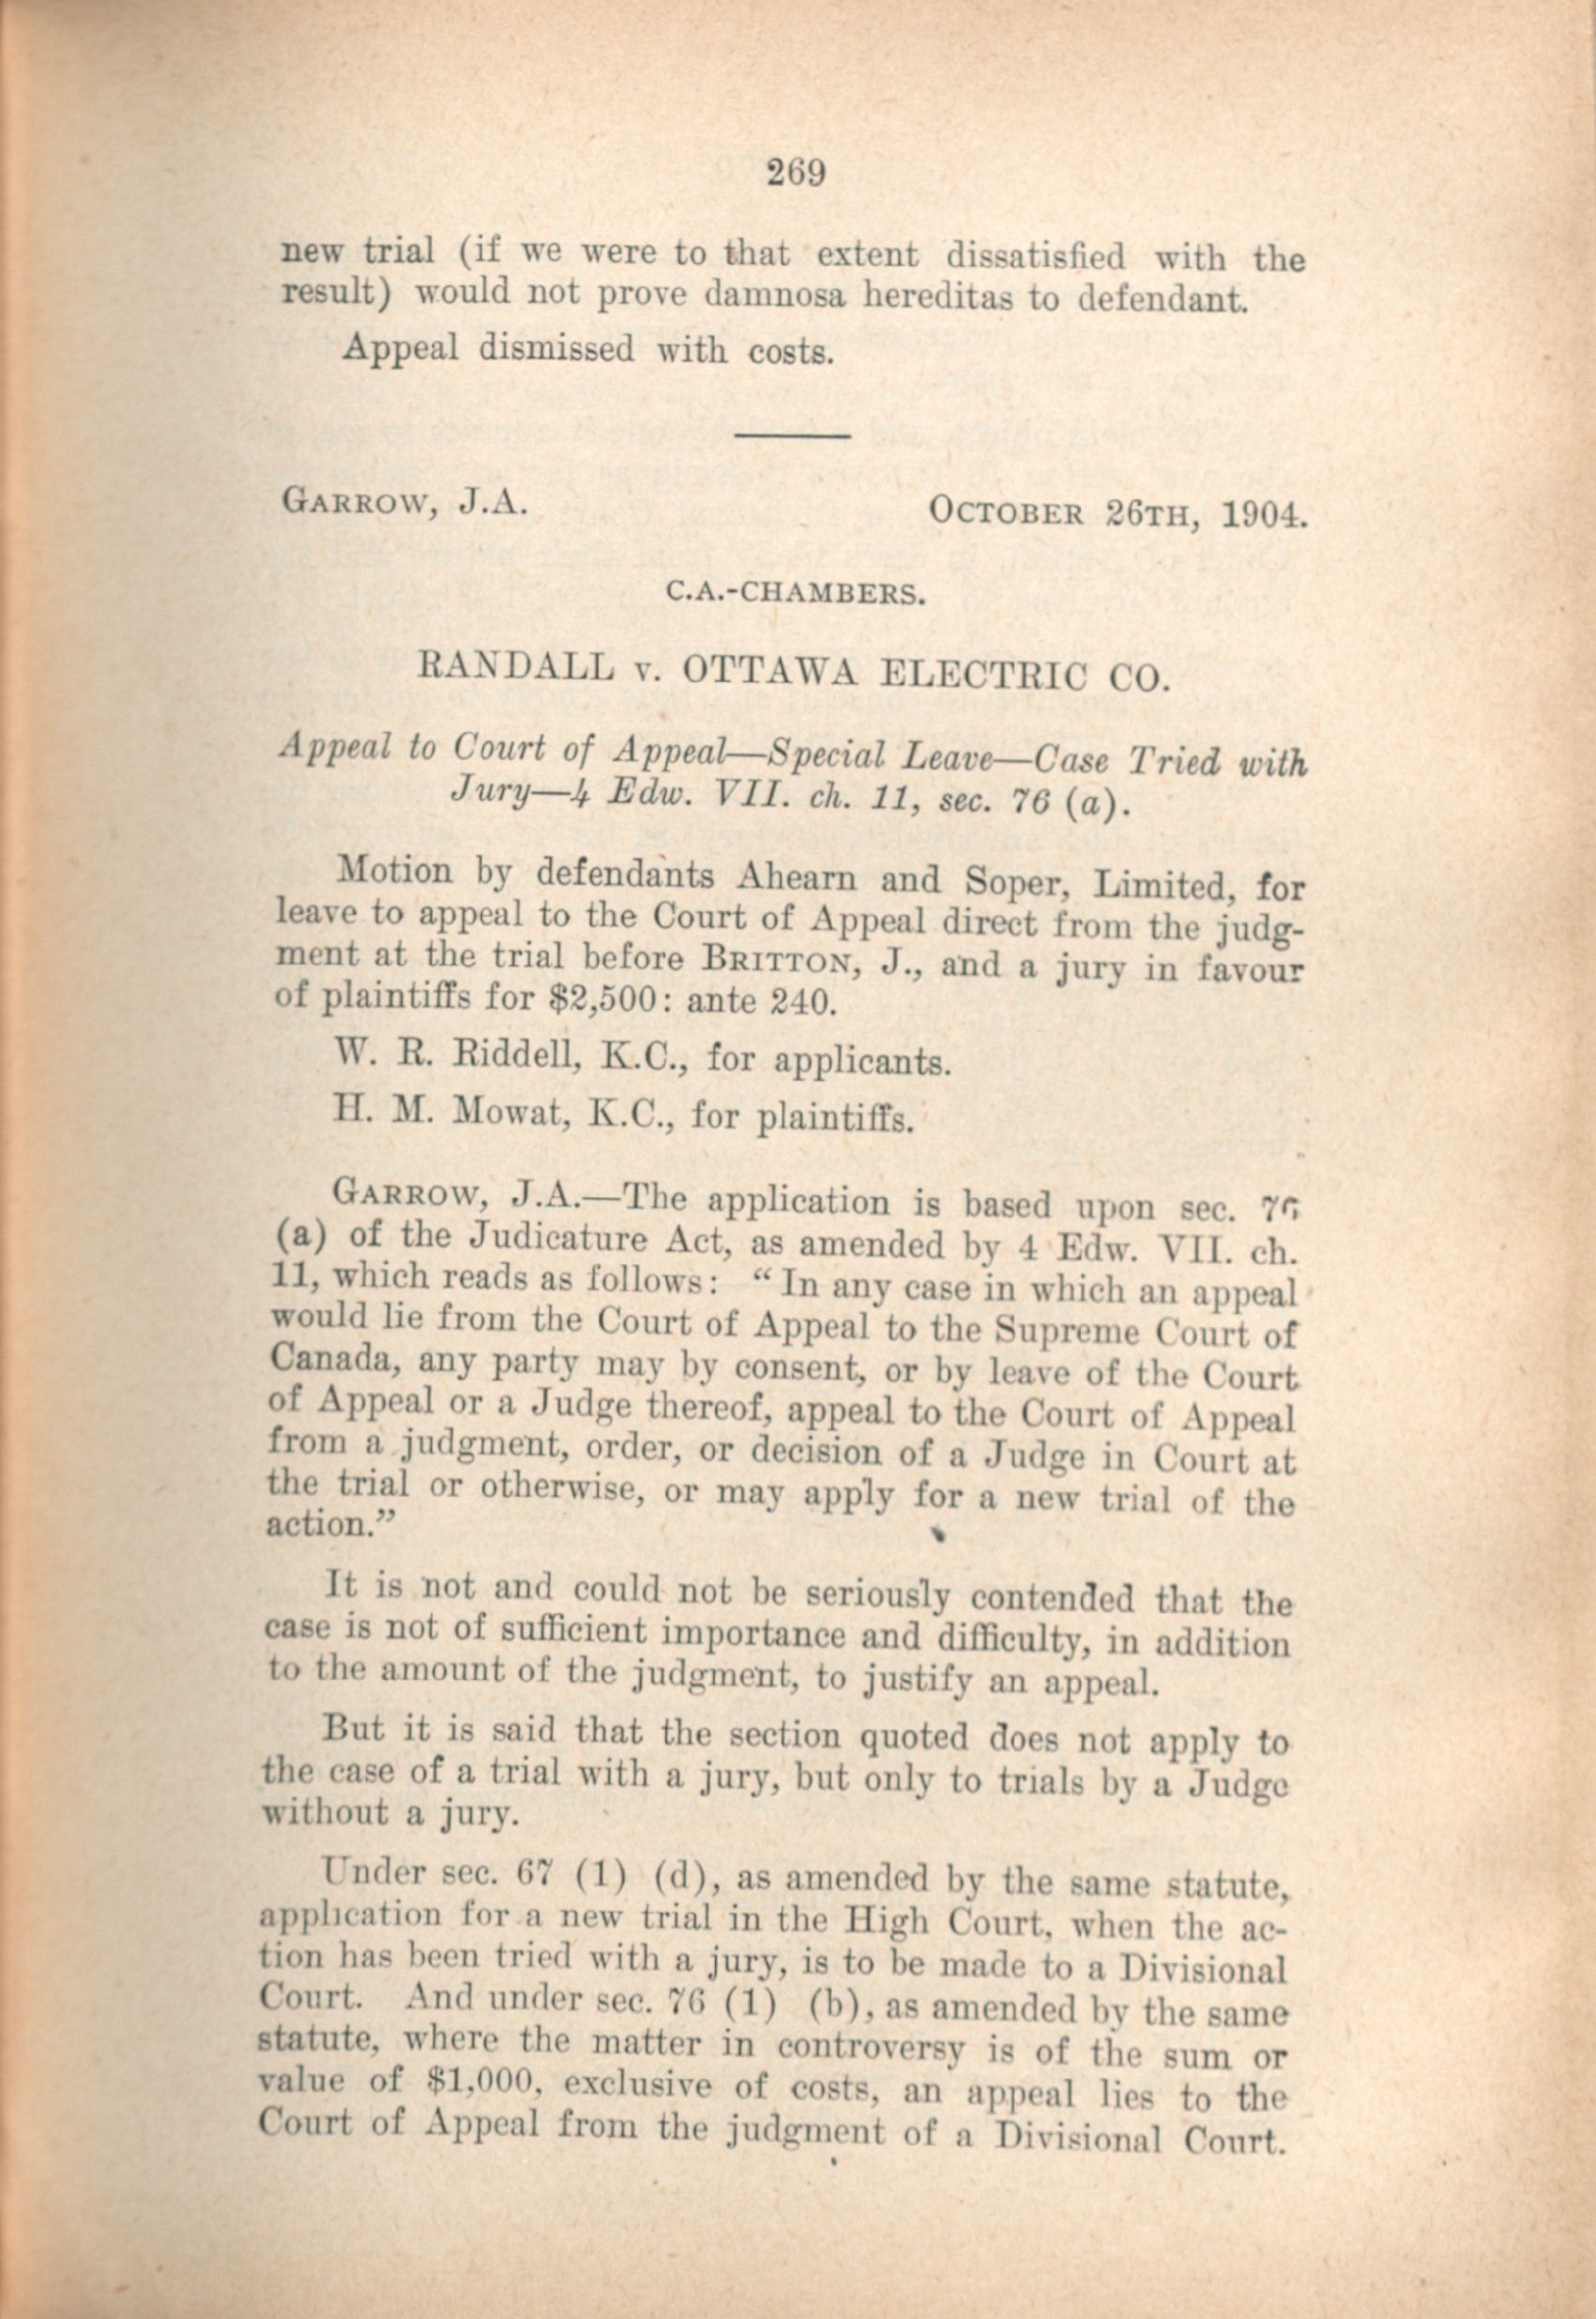 269
new trial (if we were to that extent dissatisfied with the
result) would not prove damnosa hereditas to defendant.
Appeal dismissed with costs.
GARROW, J.A.
OCTOBER 26TH, 1904.
C.A.-CHAMBERS.
RANDALL v. OTTAWA ELECTRIC CO.
Appeal to Court of Appeal—Special Leave—Case Tried with
Jury—4 Edw. VII. ch. 11, sec. 76 (a).
Motion by defendants Ahearn and Soper, Limited, for
leave to appeal to the Court of Appeal direct from the judg-
ment at the trial before BRITTON, J., and a jury in favour
of plaintiffs for $2,500: ante 240.
W. R. Riddell, K.C., for applicants.
H. M. Mowat, K.C., for plaintiffs.
GARROW, J.A.—The application is based upon sec.
(a) of the Judicature Act, as amended by 4 Edw. VII. ch.
11, which reads as follows: “In any case in which an appeal
would lie from the Court of Appeal to the Supreme Court of
Canada, any party may by consent, or by leave of the Court
of Appeal or a Judge thereof, appeal to the Court of Appeal
from a judgment, order, or decision of a Judge in Court at
the trial or otherwise, or may apply for a new trial of the
action.”
It is not and could not be seriously contended that the
case is not of sufficient importance and difficulty, in addition
to the amount of the judgment, to justify an appeal.
But it is said that the section quoted does not apply to
the case of a trial with a jury, but only to trials by a Judge
without a jury.
Under sec. 67 (1) (d), as amended by the same statute,
application for a new trial in the High Court, when the ac-
tion has been tried with a jury, is to be made to a Divisional
Court. And under sec. 76 (1) (b), as amended by the same
statute, where the matter in controversy is of the sum or
value of $1,000, exclusive of costs, an appeal lies to the
Court of Appeal from the judgment of a Divisional Court.